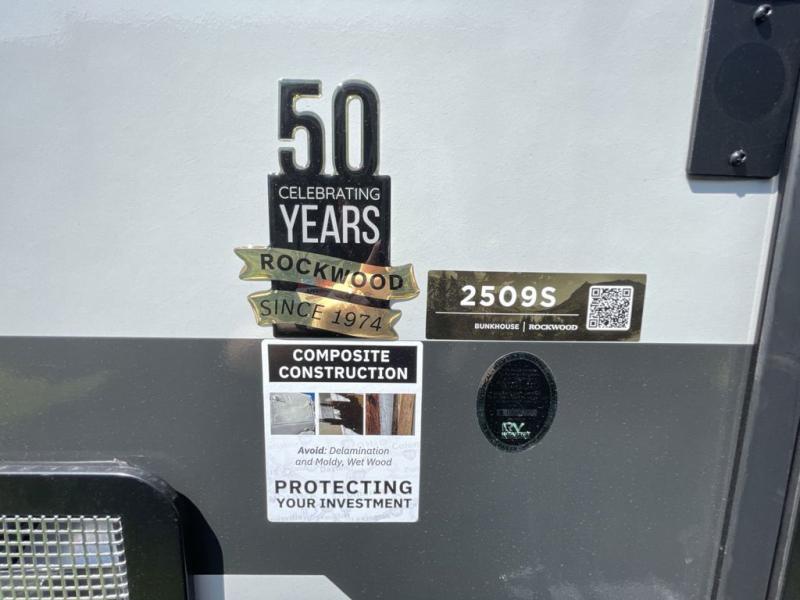 50
CELEBRATING
YEARS
ROCKWOOD
SINCE 1974
2509S
BUNKHOUSE | ROCKWOOD
COMPOSITE
CONSTRUCTION
Avoid: Delamination
and Moldy, Wet Wood
PROTECTING
YOUR INVESTMENT
RV